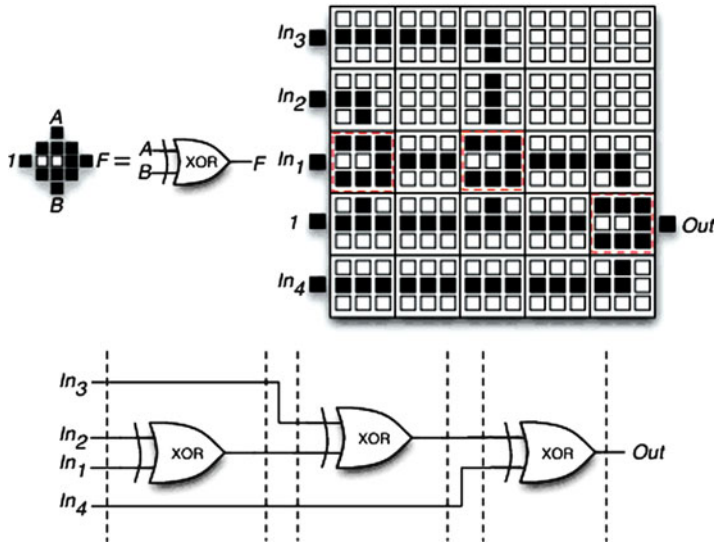 In3
In2
A
1 F = A B XOR F
B
In1
1 Out
In4
In3
In2 XOR XOR XOR Out
In1
In4